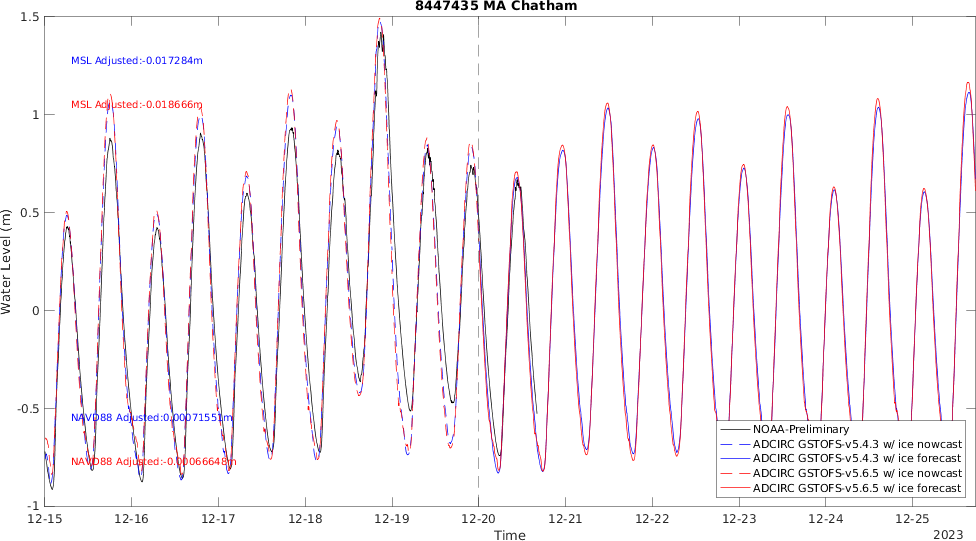 8447435 MA Chatham
1.5
MSL Adjusted:-0.017284m
MSL Adjusted:-0.018666m
1
0.5
0
-0.5
-1
Water Level (m)
NAVD88 Adjusted:0.00071551m
NAVD88 Adjusted:-0.00066648m
NOAA-Preliminary
ADCIRC GSTOFS-v5.4.3 w/ ice nowcast
ADCIRC GSTOFS-v5.4.3 w/ ice forecast
ADCIRC GSTOFS-v5.6.5 w/ ice nowcast
ADCIRC GSTOFS-v5.6.5 w/ ice forecast
12-15 12-16 12-17 12-18 12-19 12-20 12-21 12-22 12-23 12-24 12-25
Time
2023